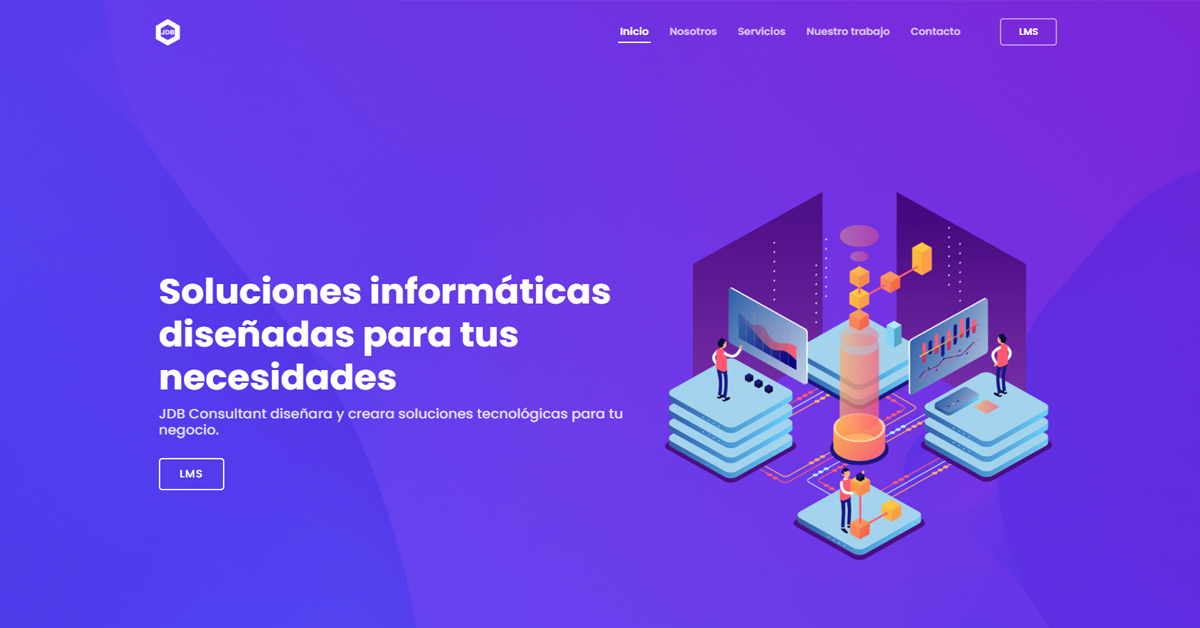 JDB
Inicio
Nosotros
Servicios
Nuestro trabajo
Contacto
LMS
Soluciones informáticas
diseñadas para tus
necesidades
JDB Consultant diseñara y creara soluciones tecnológicas para tu
negocio.
LMS